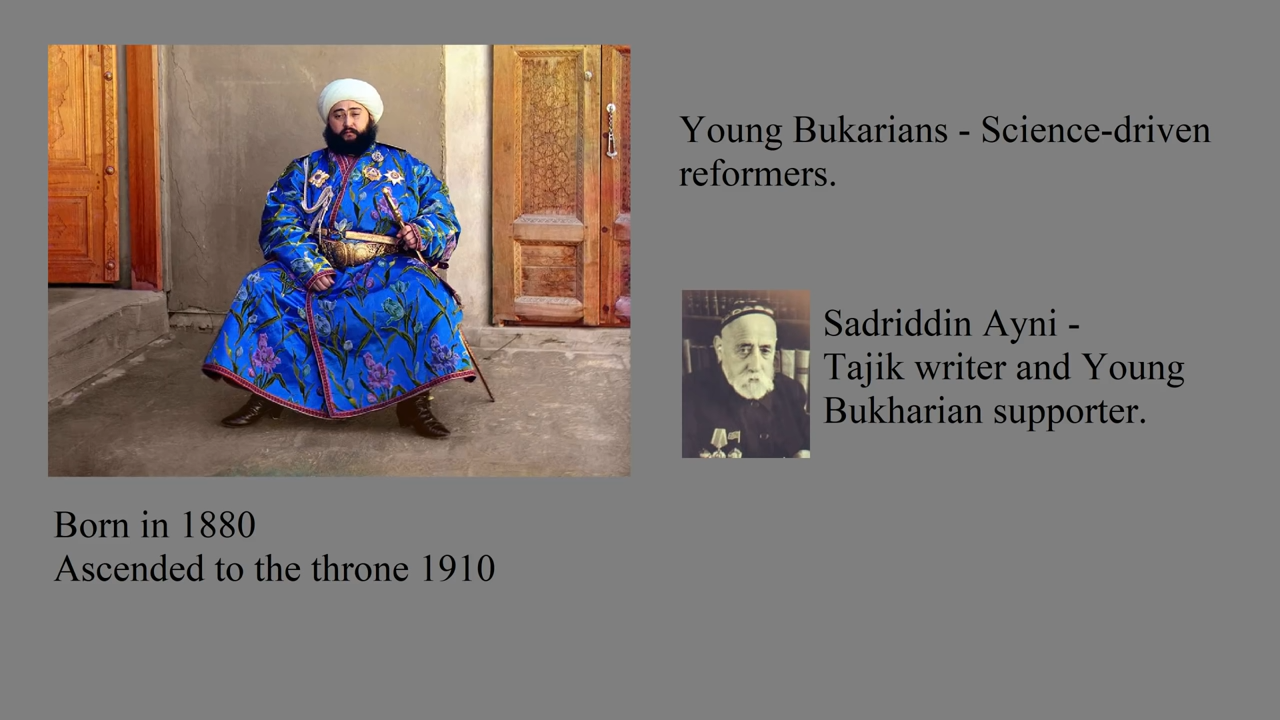 Young Bukarians - Science-driven
reformers.
Sadriddin Ayni -
Tajik writer and Young
Bukharian supporter.
Born in 1880
Ascended to the throne 1910